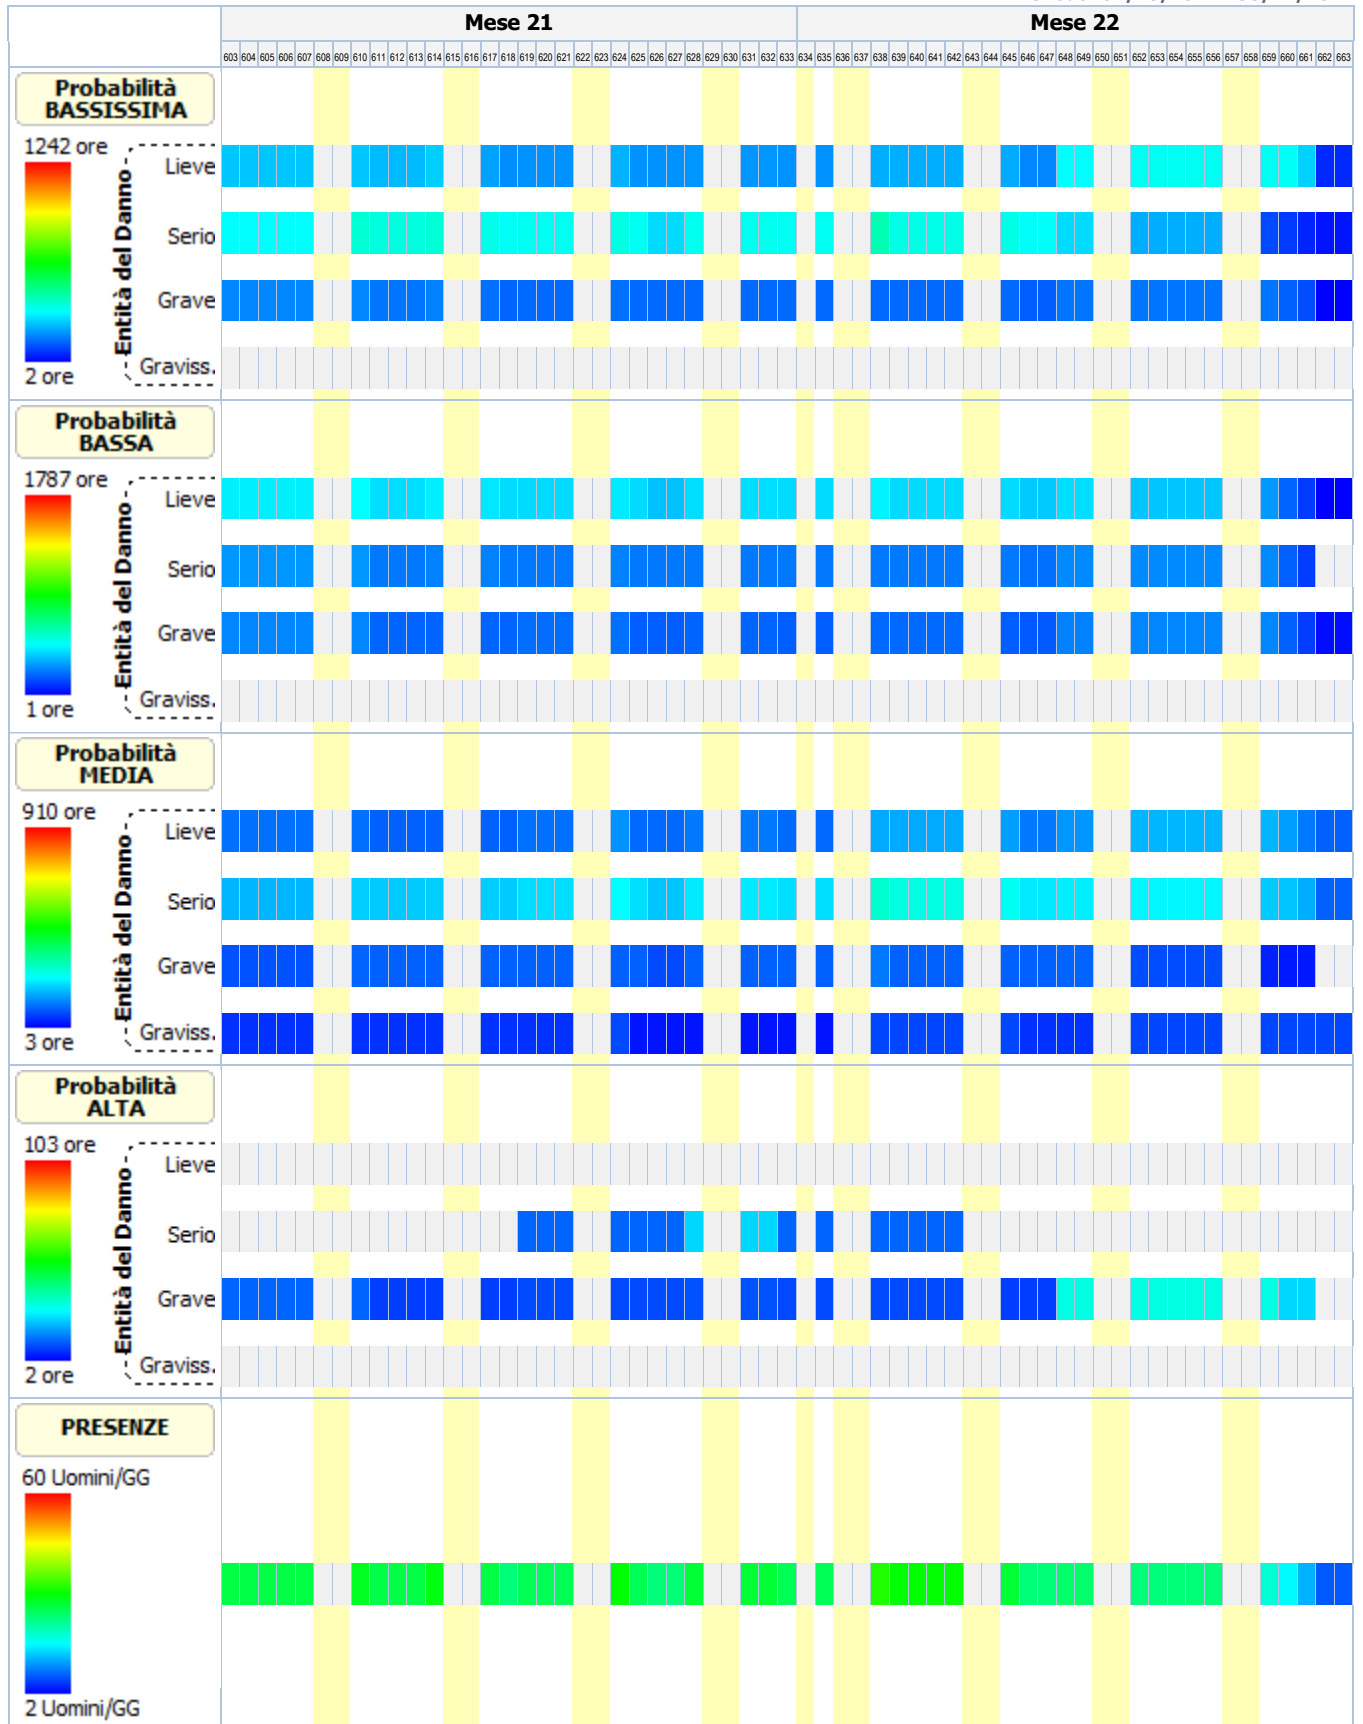 Mese 21 Mese 22
603 604 605 606 607 608 609 610 611 612 613 614 615 616 617 618 619 620 621 622 623 624 625 626 627 628 629 630 631 632 633 634 635 636 637 638 639 640 641 642 643 644 645 646 647 648 649 650 651 652 653 654 655 656 657 658 659 660 661 662 663
Probabilità
BASSISSIMA
1242 ore
Entità del Danno
Lieve
Serio
Grave
Graviss.
2 ore
Probabilità
BASSA
1787 ore
Entità del Danno
Lieve
Serio
Grave
Graviss.
1 ore
Probabilità
MEDIA
910 ore
Entità del Danno
Lieve
Serio
Grave
Graviss.
3 ore
Probabilità
ALTA
103 ore
Entità del Danno
Lieve
Serio
Grave
Graviss.
2 ore
PRESENZE
60 Uomini/GG
2 Uomini/GG